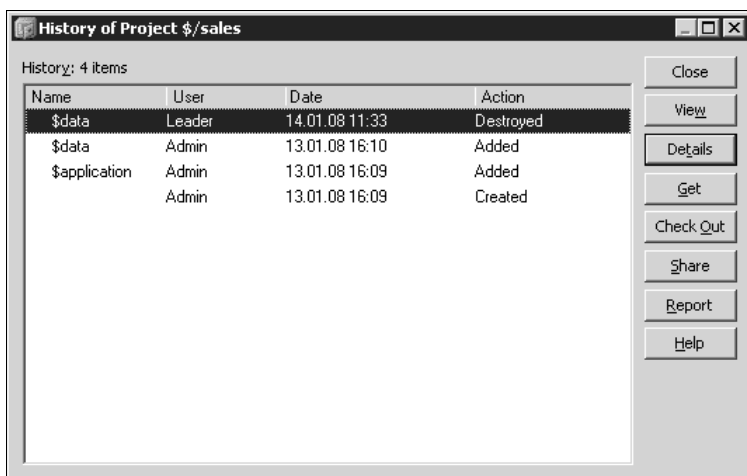 History of Project $/sales
History: 4 items
Name User Date Action
$data Leader 14.01.08 11:33 Destroyed
$data Admin 13.01.08 16:10 Added
$application Admin 13.01.08 16:09 Added
Admin 13.01.08 16:09 Created
Close
View
Details
Get
Check Out
Share
Report
Help